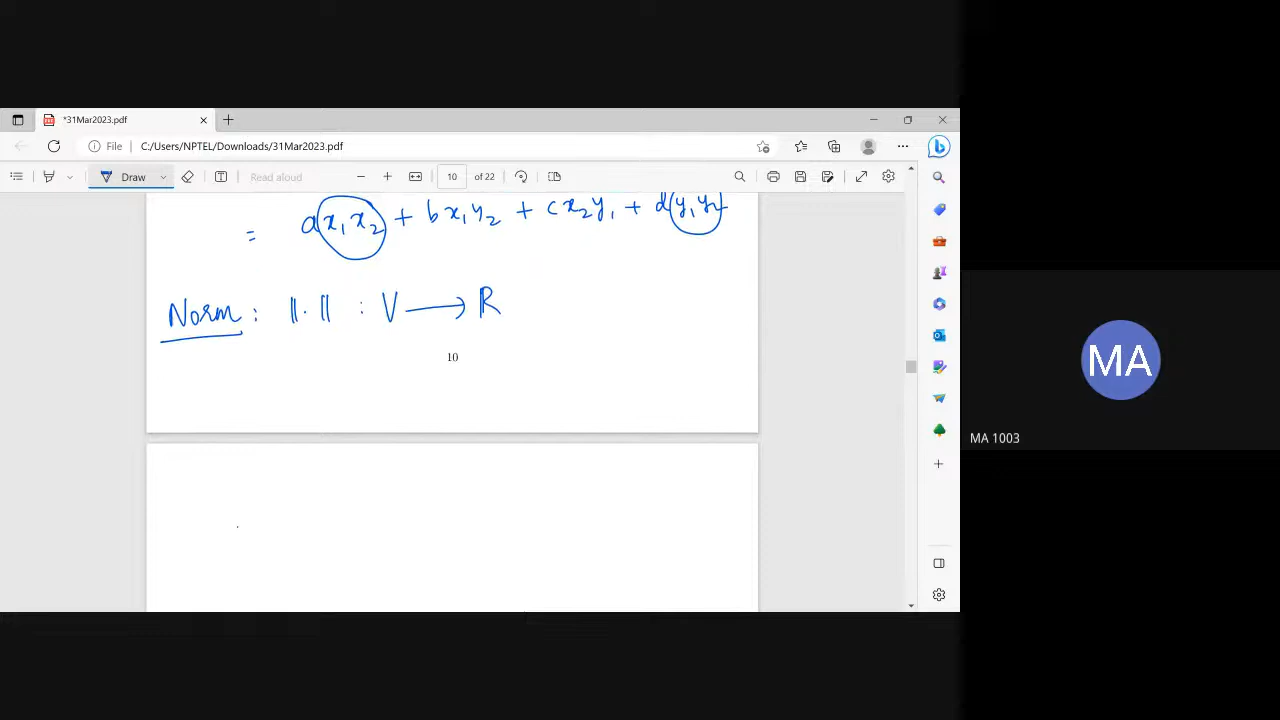 *31Mar2023.pdf
File C:/Users/NPTEL/Downloads/31Mar2023.pdf
Draw Read aloud 10 of 22
= a x₁ x₂ + b x₁ y₂ + c x₂ y₁ + d y₁ y₂
Norm : ||·|| : V ⟶ ℝ
10
MA
MA 1003